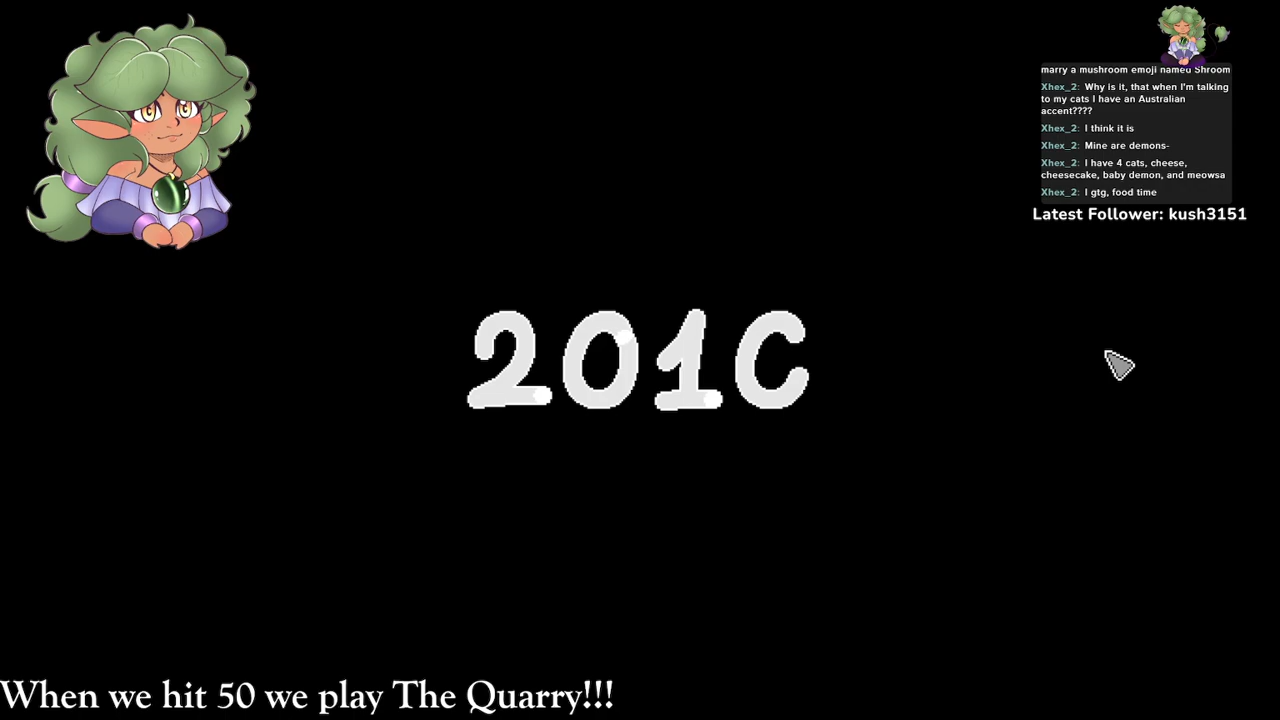 marry a mushroom emoji named Shroom
Xhex_2: Why is it, that when I'm talking
to my cats I have an Australian
accent????
Xhex_2: I think it is
Xhex_2: Mine are demons-
Xhex_2: I have 4 cats, cheese,
cheesecake, baby demon, and meowsa
Xhex_2: I gtg, food time
Latest Follower: kush3151
201C
When we hit 50 we play The Quarry!!!